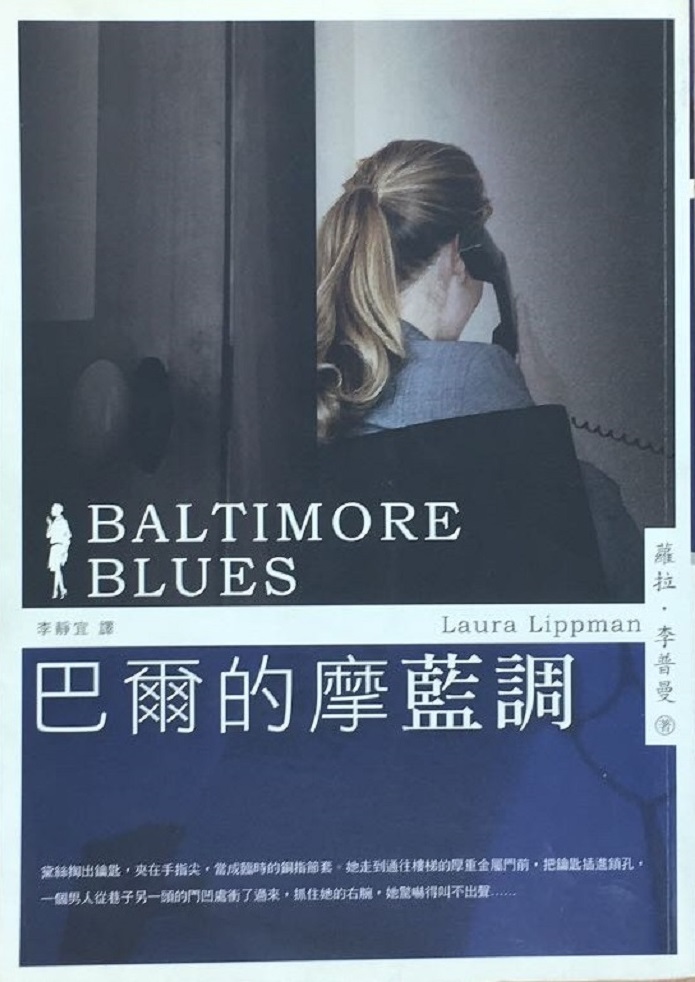 BALTIMORE
BLUES
李靜宜 譯
Laura Lippman
蘿拉・李普曼 著
巴爾的摩藍調
黛絲掏出鑰匙，夾在手指尖，當成臨時的銅指節套。她走到通往樓梯的厚重金屬門前，把鑰匙插進鎖孔，
一個男人從巷子另一頭的門凹處衝了過來，抓住她的右腕，她驚嚇得叫不出聲……